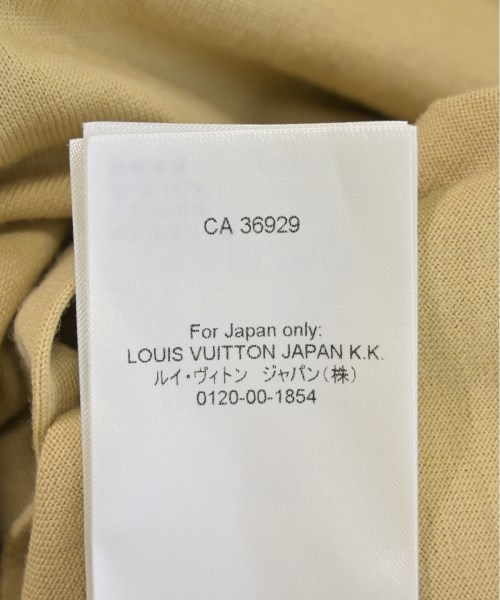 CA 36929
For Japan only:
LOUIS VUITTON JAPAN K.K.
ルイ・ヴィトン　ジャパン(株)
0120-00-1854